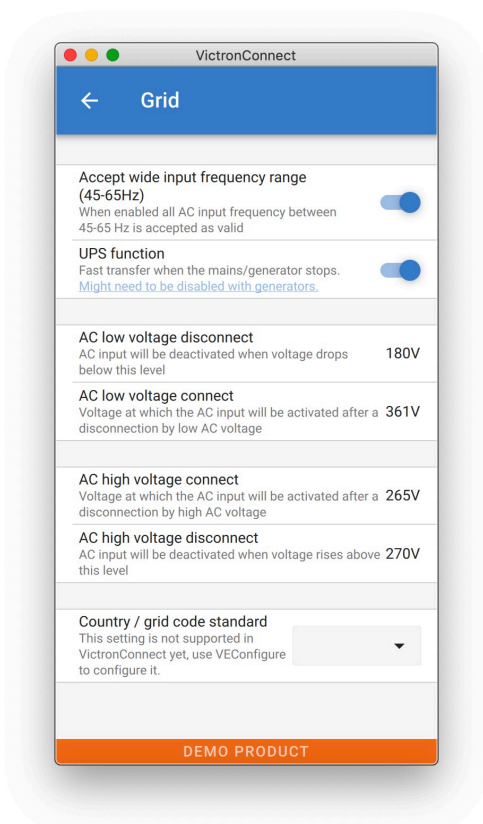 VictronConnect
Grid
Accept wide input frequency range
(45-65Hz)
When enabled all AC input frequency between
45-65 Hz is accepted as valid
UPS function
Fast transfer when the mains/generator stops.
Might need to be disabled with generators.
AC low voltage disconnect
AC input will be deactivated when voltage drops
below this level
180V
AC low voltage connect
Voltage at which the AC input will be activated after a
disconnection by low AC voltage
361V
AC high voltage connect
Voltage at which the AC input will be activated after a
disconnection by high AC voltage
265V
AC high voltage disconnect
AC input will be deactivated when voltage rises above
this level
270V
Country / grid code standard
This setting is not supported in
VictronConnect yet, use VEConfigure
to configure it.
DEMO PRODUCT